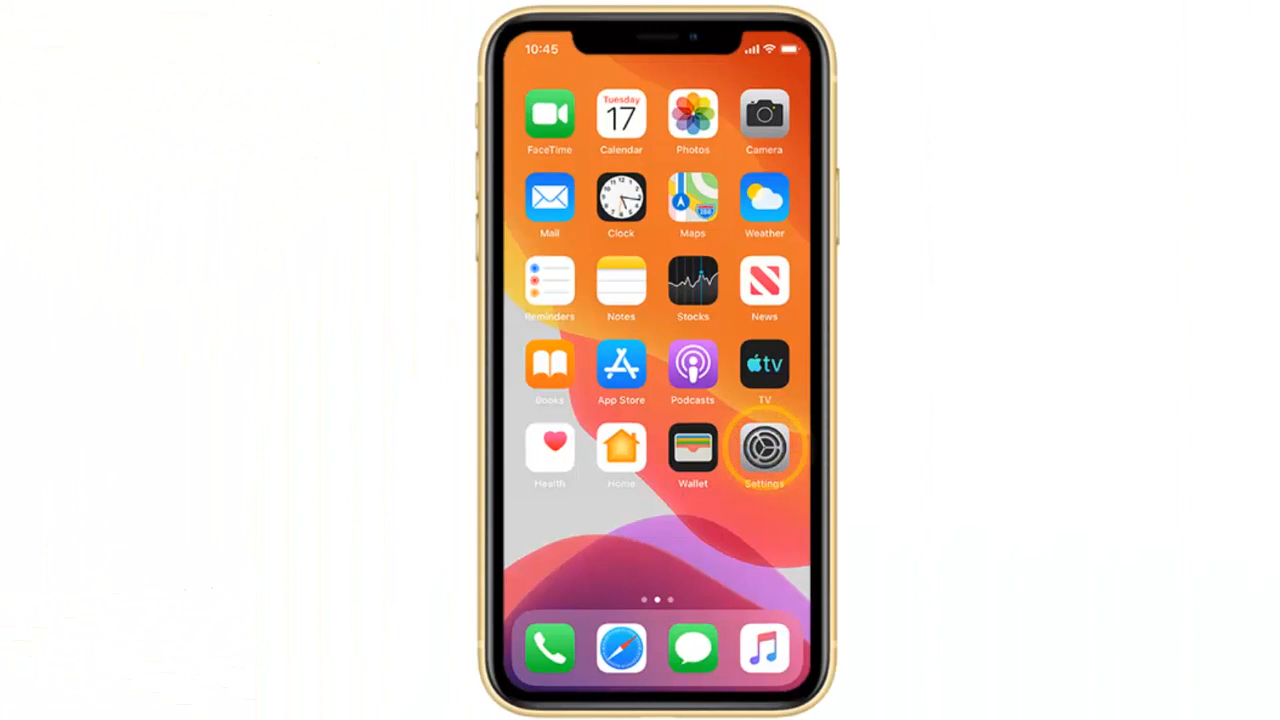 10:45
Tuesday
17
FaceTime Calendar Photos Camera
Mail Clock Maps Weather
Reminders Notes Stocks News
tv
Books App Store Podcasts TV
Health Home Wallet Settings